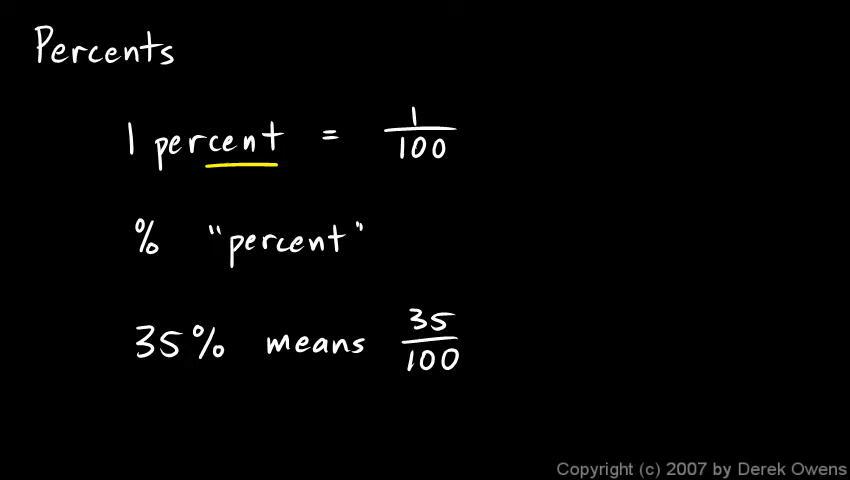 Percents
1 percent = 1/100
% "percent"
35% means 35/100
Copyright (c) 2007 by Derek Owens